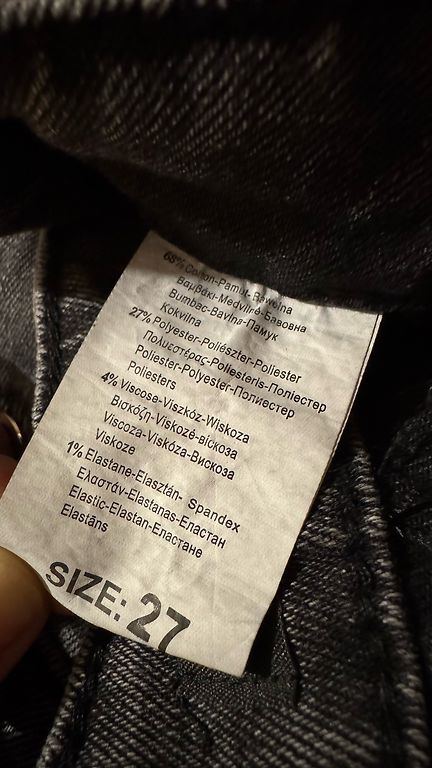 68% Cotton-Pamut-Bawełna
Βαμβάκι-Medvilnė-Бавовна
Bumbac-Bavlna-Памук
Kokvilna
27% Polyester-Poliészter-Poliester
Πολυεστέρας-Poliesteris-Поліестер
Poliester-Polyester-Полиестер
Poliesters
4% Viscose-Viszkóz-Wiskoza
Βισκόζη-Viskozė-віскоза
Viscoza-Viskóza-Вискоза
Viskoze
1% Elastane-Elasztán- Spandex
Ελαστάν-Elastanas-Еластан
Elastic-Elastan-Еластане
Elastāns
SIZE: 27